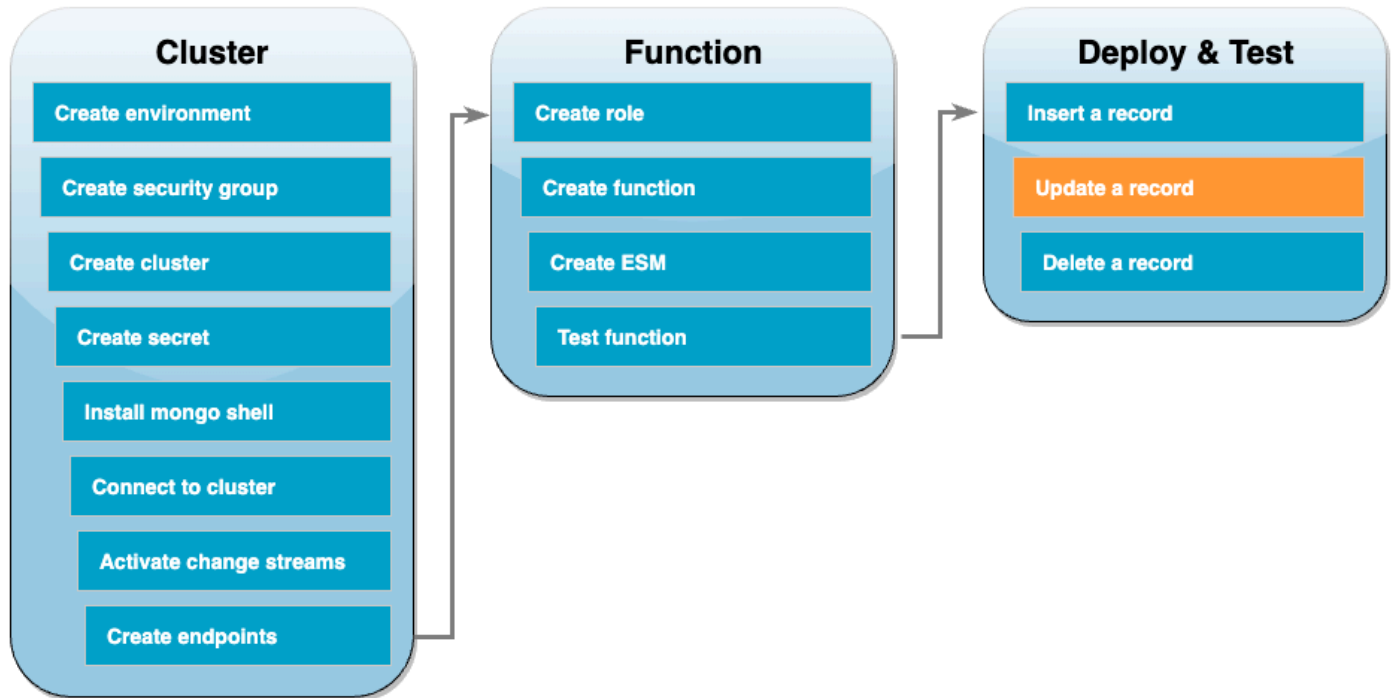 Cluster
Create environment
Create security group
Create cluster
Create secret
Install mongo shell
Connect to cluster
Activate change streams
Create endpoints
Function
Create role
Create function
Create ESM
Test function
Deploy & Test
Insert a record
Update a record
Delete a record